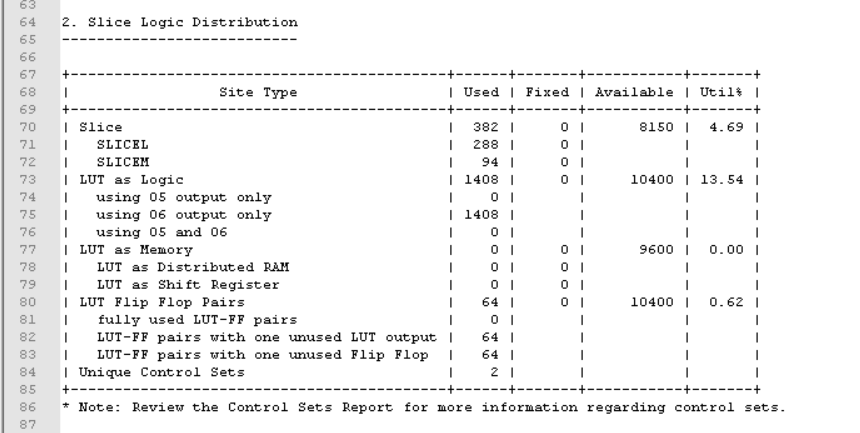 63
64 2. Slice Logic Distribution
65 ---------------------------
66
67 +--------------------------------------------+------+-------+-----------+-------+
68 | Site Type | Used | Fixed | Available | Util% |
69 +--------------------------------------------+------+-------+-----------+-------+
70 | Slice | 382 | 0 | 8150 | 4.69 |
71 | SLICEL | 288 | 0 | | |
72 | SLICEM | 94 | 0 | | |
73 | LUT as Logic | 1408 | 0 | 10400 | 13.54 |
74 | using O5 output only | 0 | | | |
75 | using O6 output only | 1408 | | | |
76 | using O5 and O6 | 0 | | | |
77 | LUT as Memory | 0 | 0 | 9600 | 0.00 |
78 | LUT as Distributed RAM | 0 | 0 | | |
79 | LUT as Shift Register | 0 | 0 | | |
80 | LUT Flip Flop Pairs | 64 | 0 | 10400 | 0.62 |
81 | fully used LUT-FF pairs | 0 | | | |
82 | LUT-FF pairs with one unused LUT output | 64 | | | |
83 | LUT-FF pairs with one unused Flip Flop | 64 | | | |
84 | Unique Control Sets | 2 | | | |
85 +--------------------------------------------+------+-------+-----------+-------+
86 * Note: Review the Control Sets Report for more information regarding control sets.
87